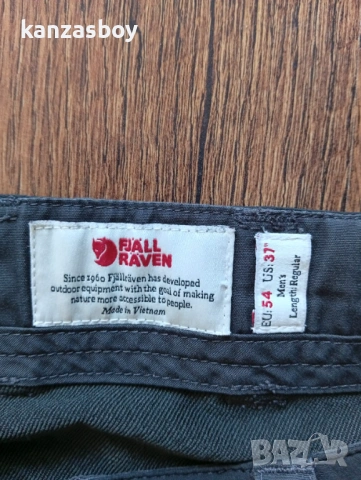 kanzasboy
FJÄLL
RÄVEN
Since 1960 Fjällräven has developed
outdoor equipment with the goal of making
nature more accessible to people.
Made in Vietnam
EU: 54 US: 37"
Men's
Length: Regular
BAZAR